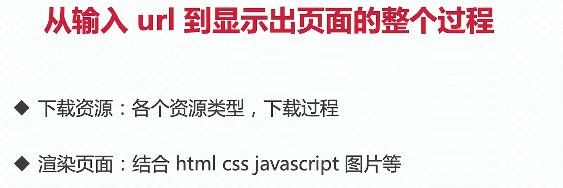 从输入 url 到显示出页面的整个过程
◆ 下载资源：各个资源类型，下载过程
◆ 渲染页面：结合 html css javascript 图片等